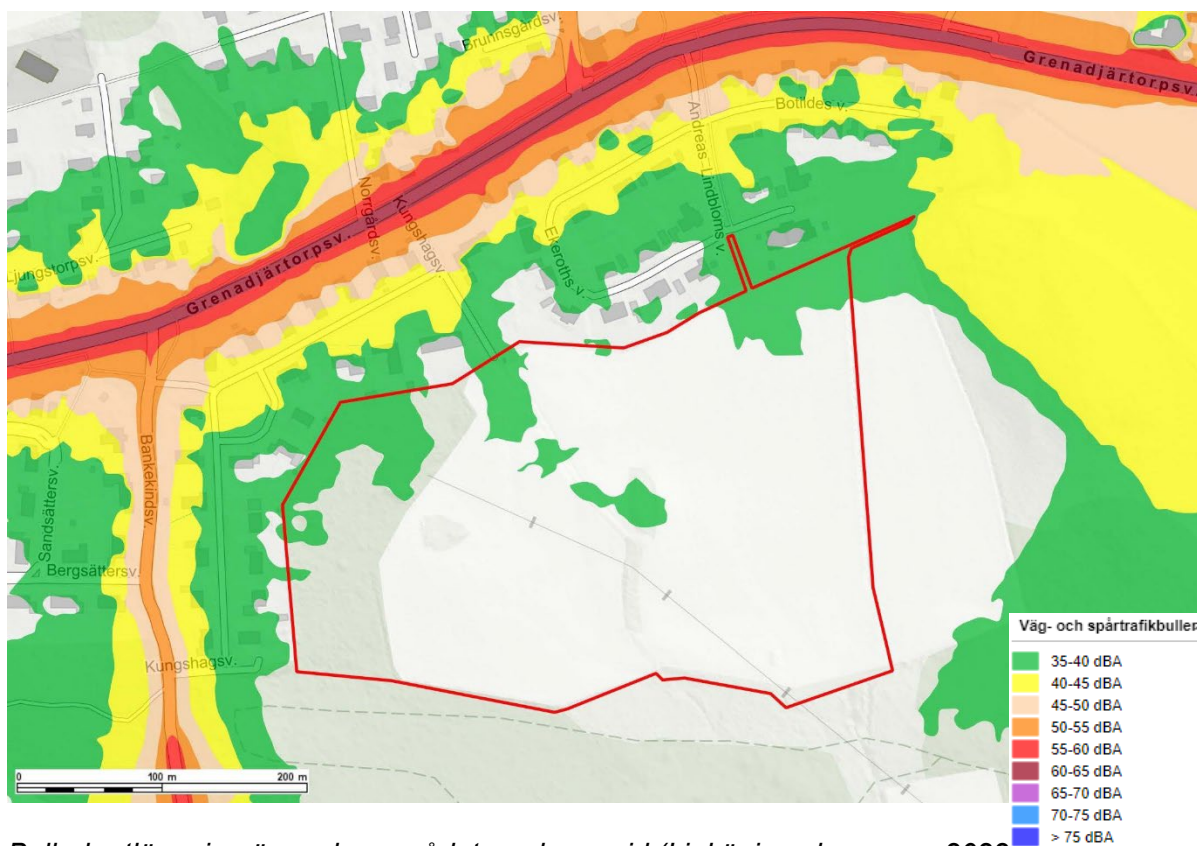 Brunnsgårdsv.
Grenadjärtorpsv.
Botildes v.
Andreas Lindbloms v.
Norrgårdsv.
Kungshagsv.
Ekeroths v.
Ljungstorpsv.
Grenadjärtorpsv.
Bankekindsv.
Sandsättersv.
Bergsättersv.
Kungshagsv.
0 100 m 200 m
Väg- och spårtrafikbuller
35-40 dBA
40-45 dBA
45-50 dBA
50-55 dBA
55-60 dBA
60-65 dBA
65-70 dBA
70-75 dBA
> 75 dBA